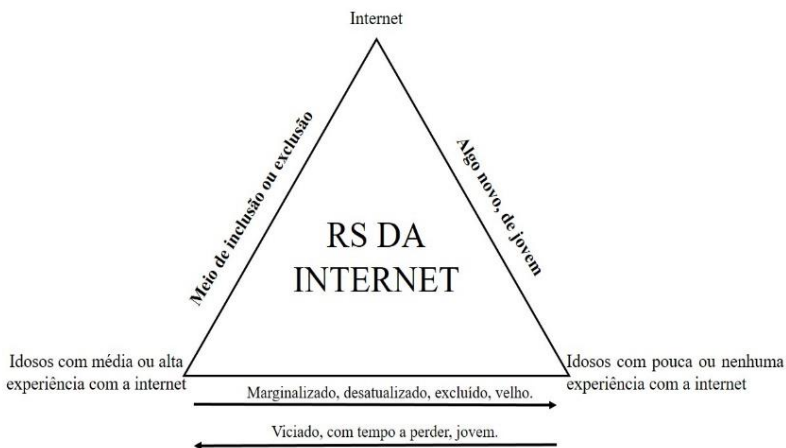 Internet
Meio de inclusão ou exclusão
Algo novo, de jovem
RS DA
INTERNET
Idosos com média ou alta
experiência com a internet
Idosos com pouca ou nenhuma
experiência com a internet
Marginalizado, desatualizado, excluído, velho.
Viciado, com tempo a perder, jovem.